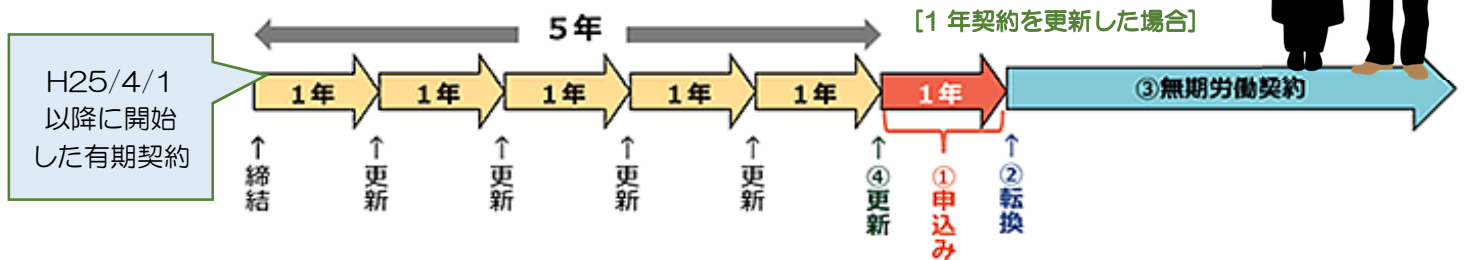 5年
[1 年契約を更新した場合]
H25/4/1
以降に開始
した有期契約
1年
1年
1年
1年
1年
1年
③無期労働契約
↑締結
↑更新
↑更新
↑更新
↑更新
↑④更新
①申込み
↑②転換